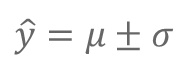 ŷ = μ ± σ